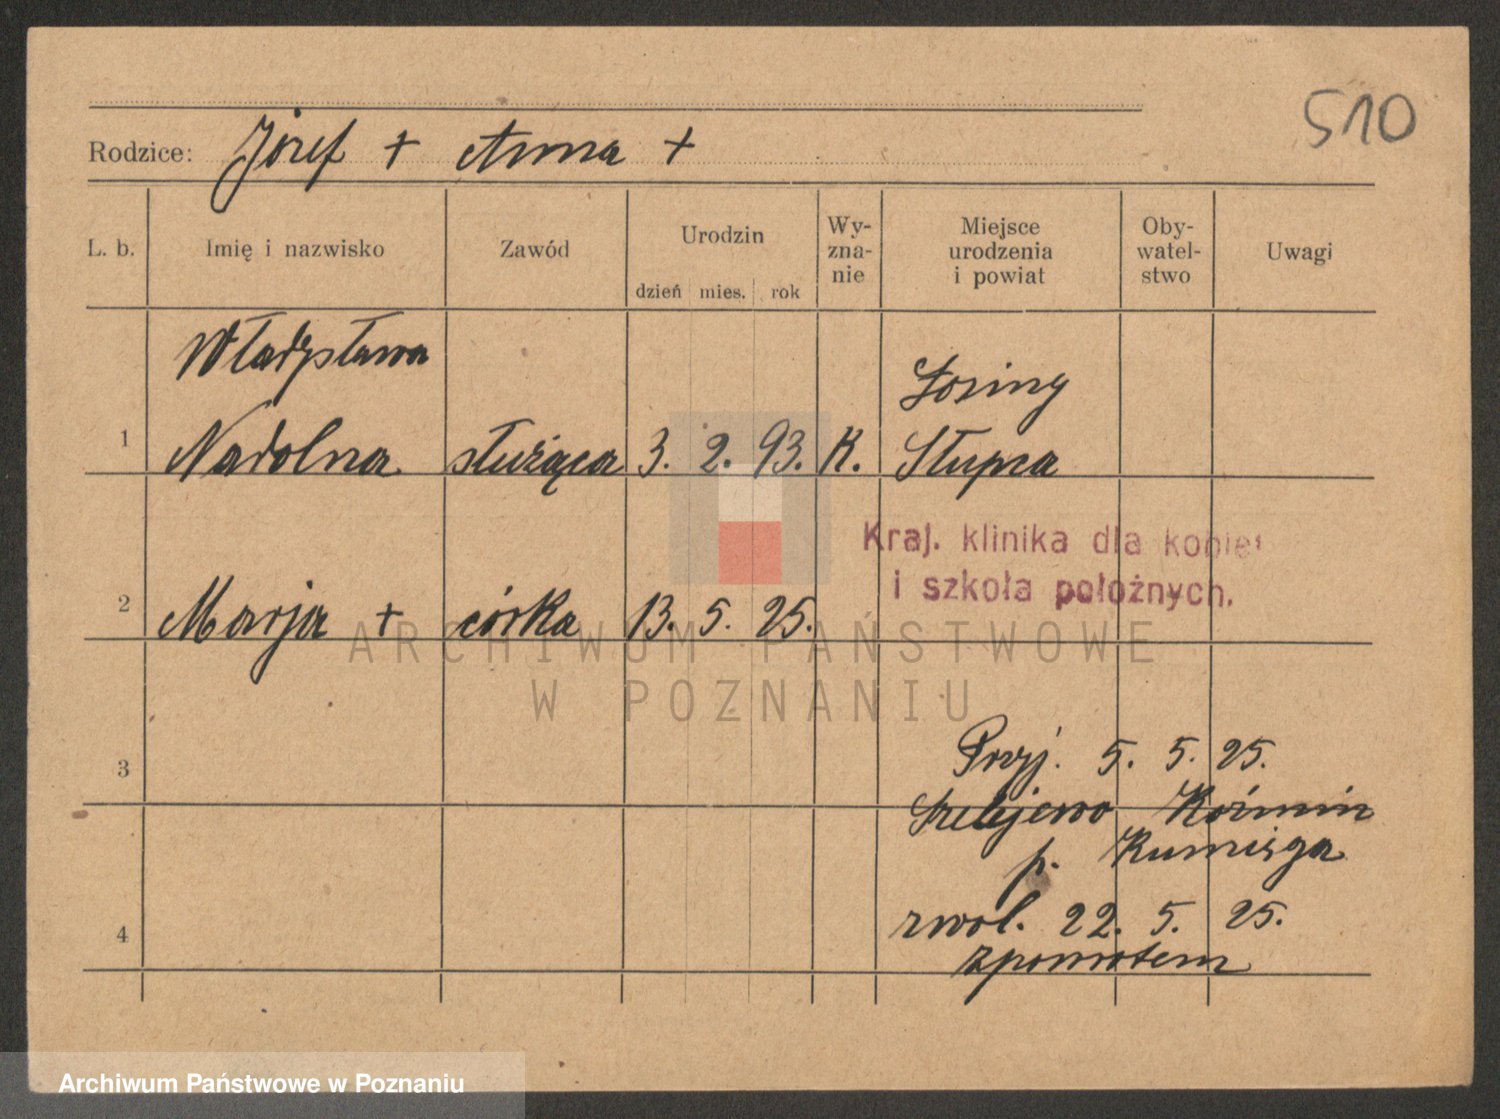 510
Rodzice: Józef + Anna +
L. b. Imię i nazwisko Zawód Urodzin Wy-zna-nie Miejsce urodzenia i powiat Oby-watel-stwo Uwagi
dzień mies. rok
Władysława
1 Nadolna służąca 3. 2. 93. K. Słupca
Kraj. klinika dla kobiet
i szkoła położnych.
2 Marja + córka 13. 5. 25.
ARCHIWUM PAŃSTWOWE
W POZNANIU
Przyj. 5. 5. 25.
3
Szelejewo Koźmin
p.
4 zwol. 22. 5. 25.
zpowrotem
Archiwum Państwowe w Poznaniu